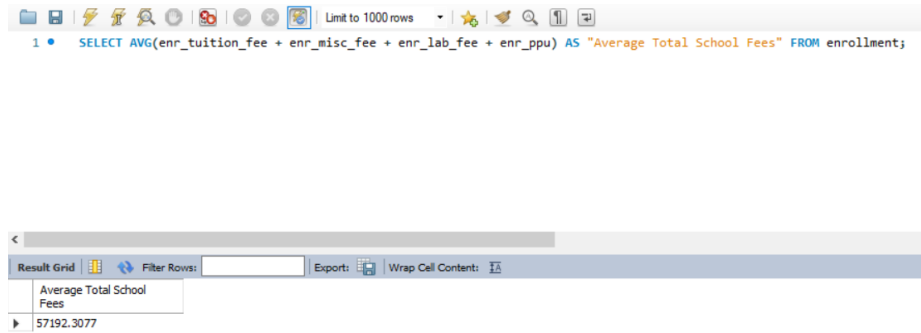 Limit to 1000 rows
1 SELECT AVG(enr_tuition_fee + enr_misc_fee + enr_lab_fee + enr_ppu) AS "Average Total School Fees" FROM enrollment;
Result Grid Filter Rows: Export: Wrap Cell Content:
Average Total School
Fees
57192.3077